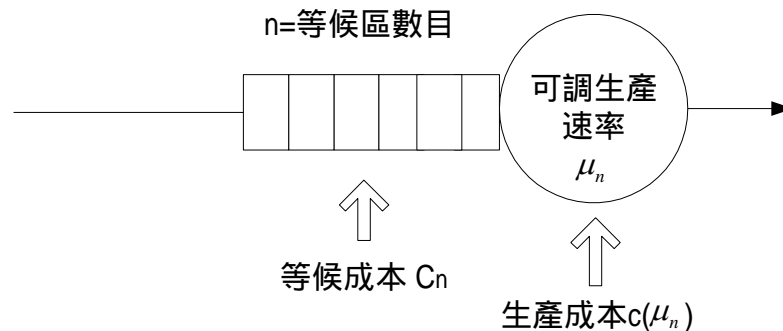 n=等候區數目
可調生產
速率
μn
等候成本 Cn
生產成本c(μn)